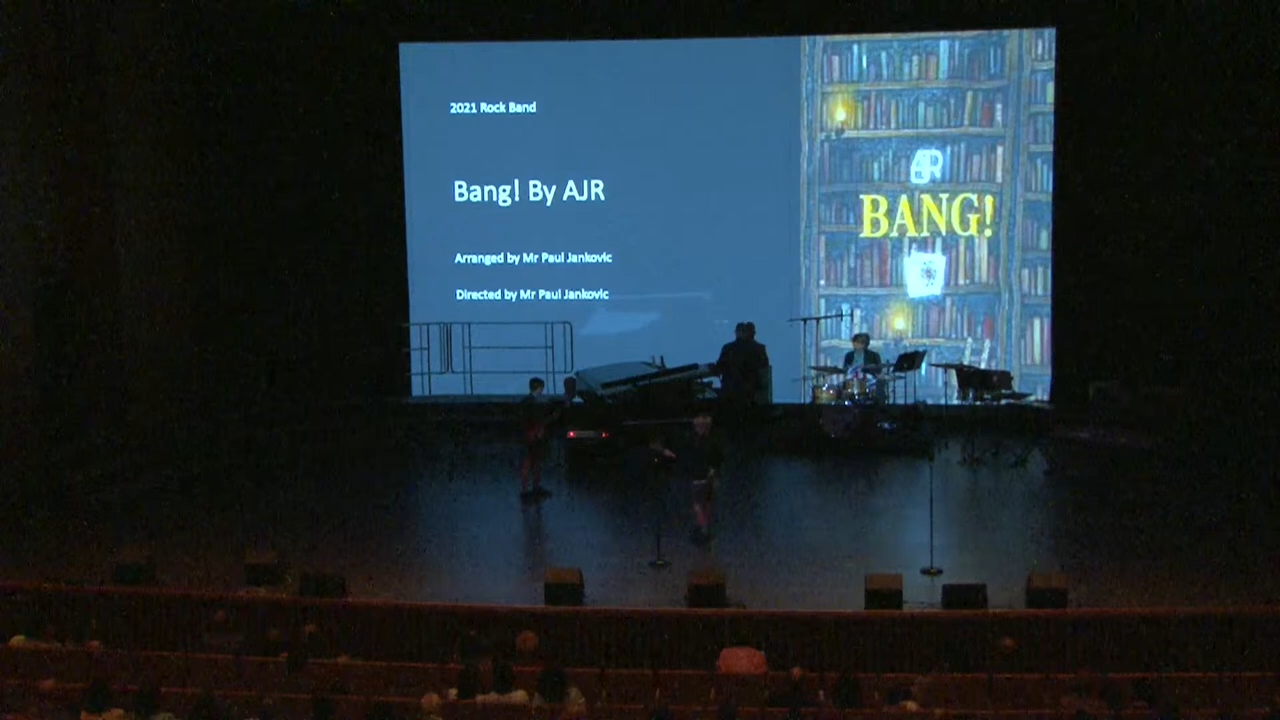 2021 Rock Band
Bang! By AJR
Arranged by Mr Paul Jankovic
Directed by Mr Paul Jankovic
AJR
BANG!